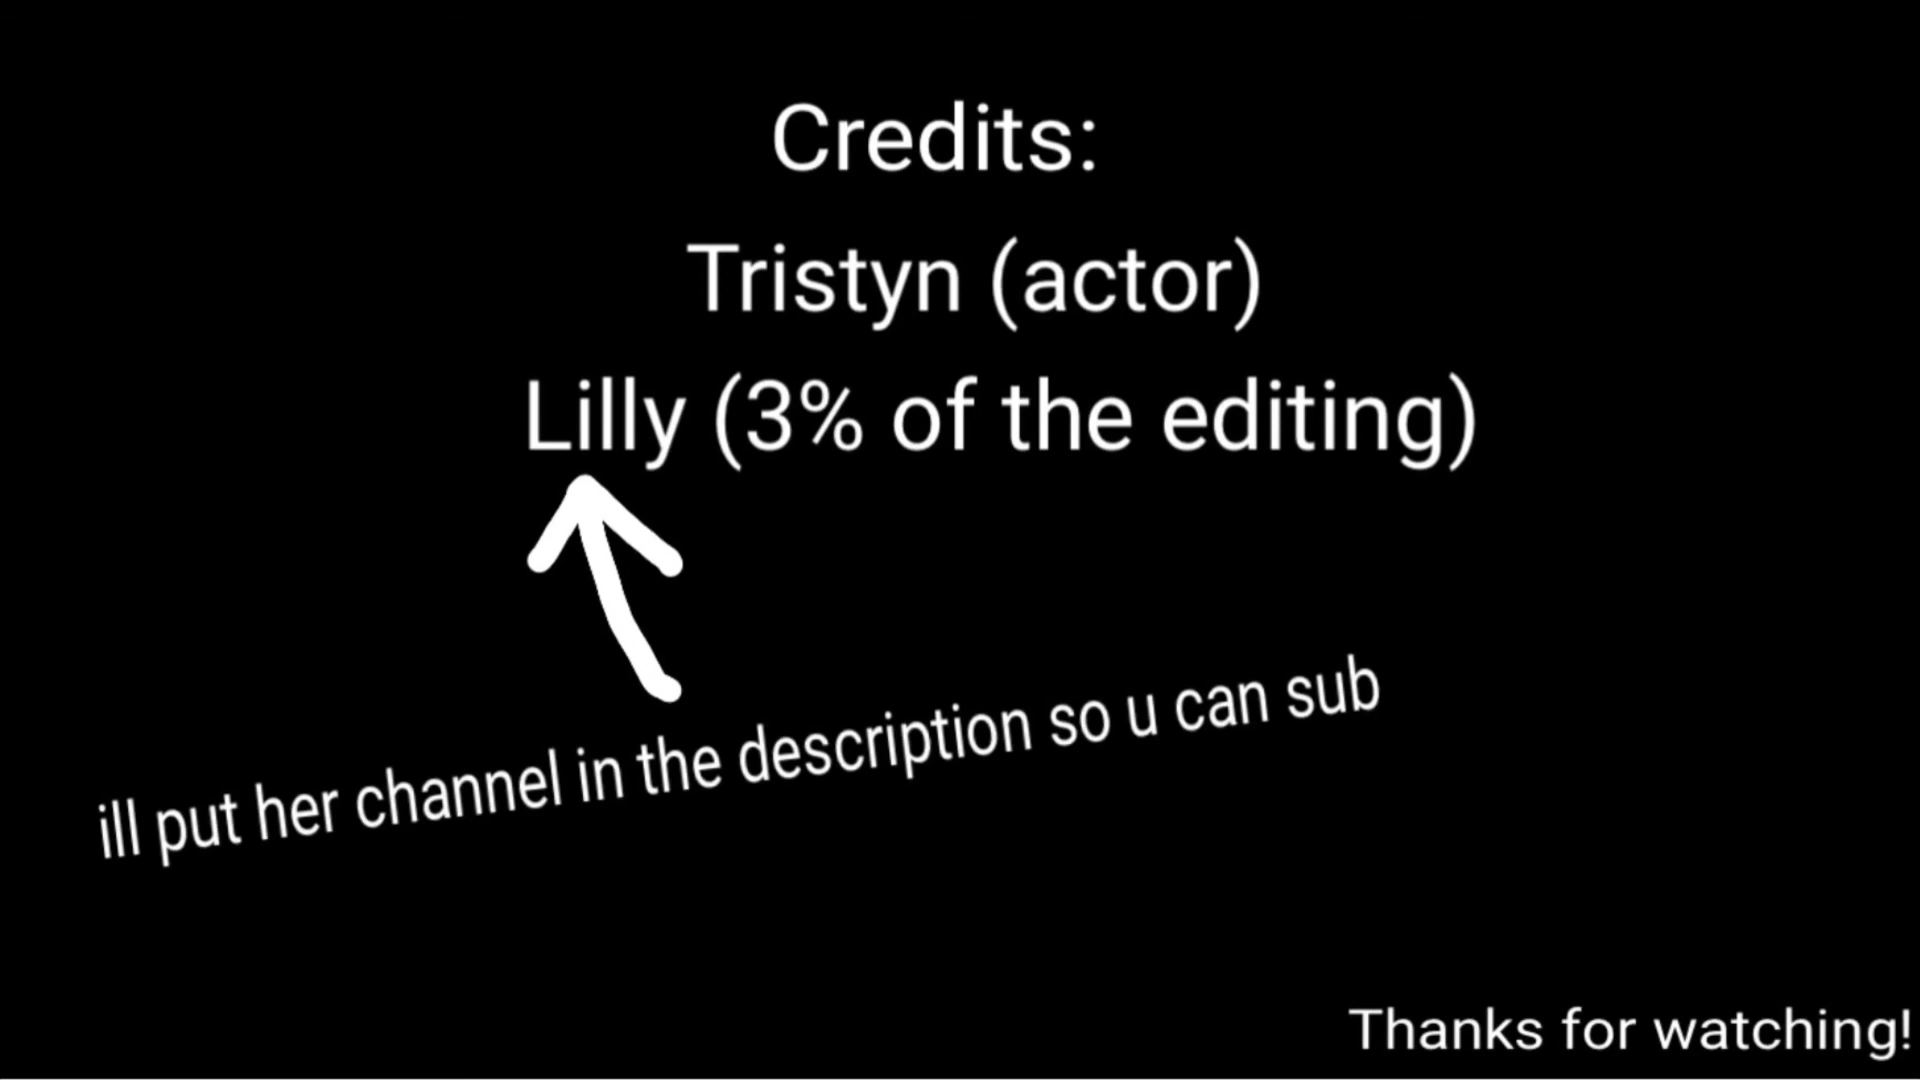 Credits:
Tristyn (actor)
Lilly (3% of the editing)
ill put her channel in the description so u can sub
Thanks for watching!